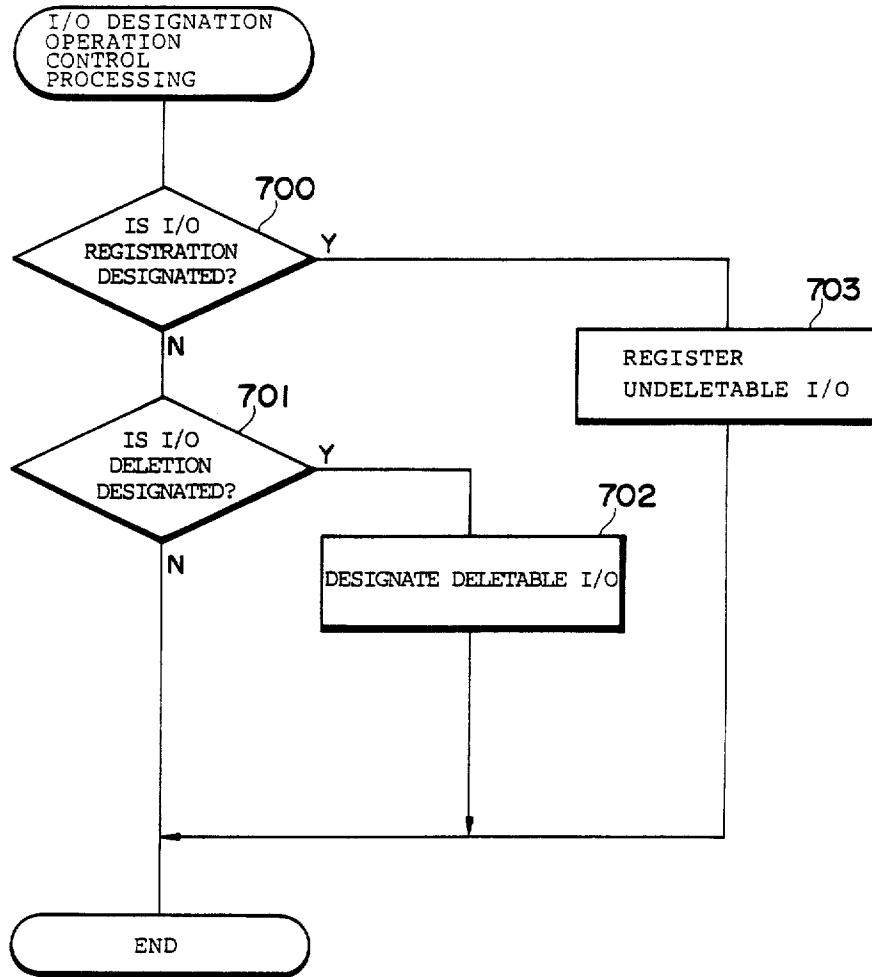 I/O DESIGNATION
OPERATION
CONTROL
PROCESSING
700
IS I/O
REGISTRATION
DESIGNATED?
Y
N
703
REGISTER
UNDELETABLE I/O
701
IS I/O
DELETION
DESIGNATED?
Y
N
702
DESIGNATE DELETABLE I/O
END